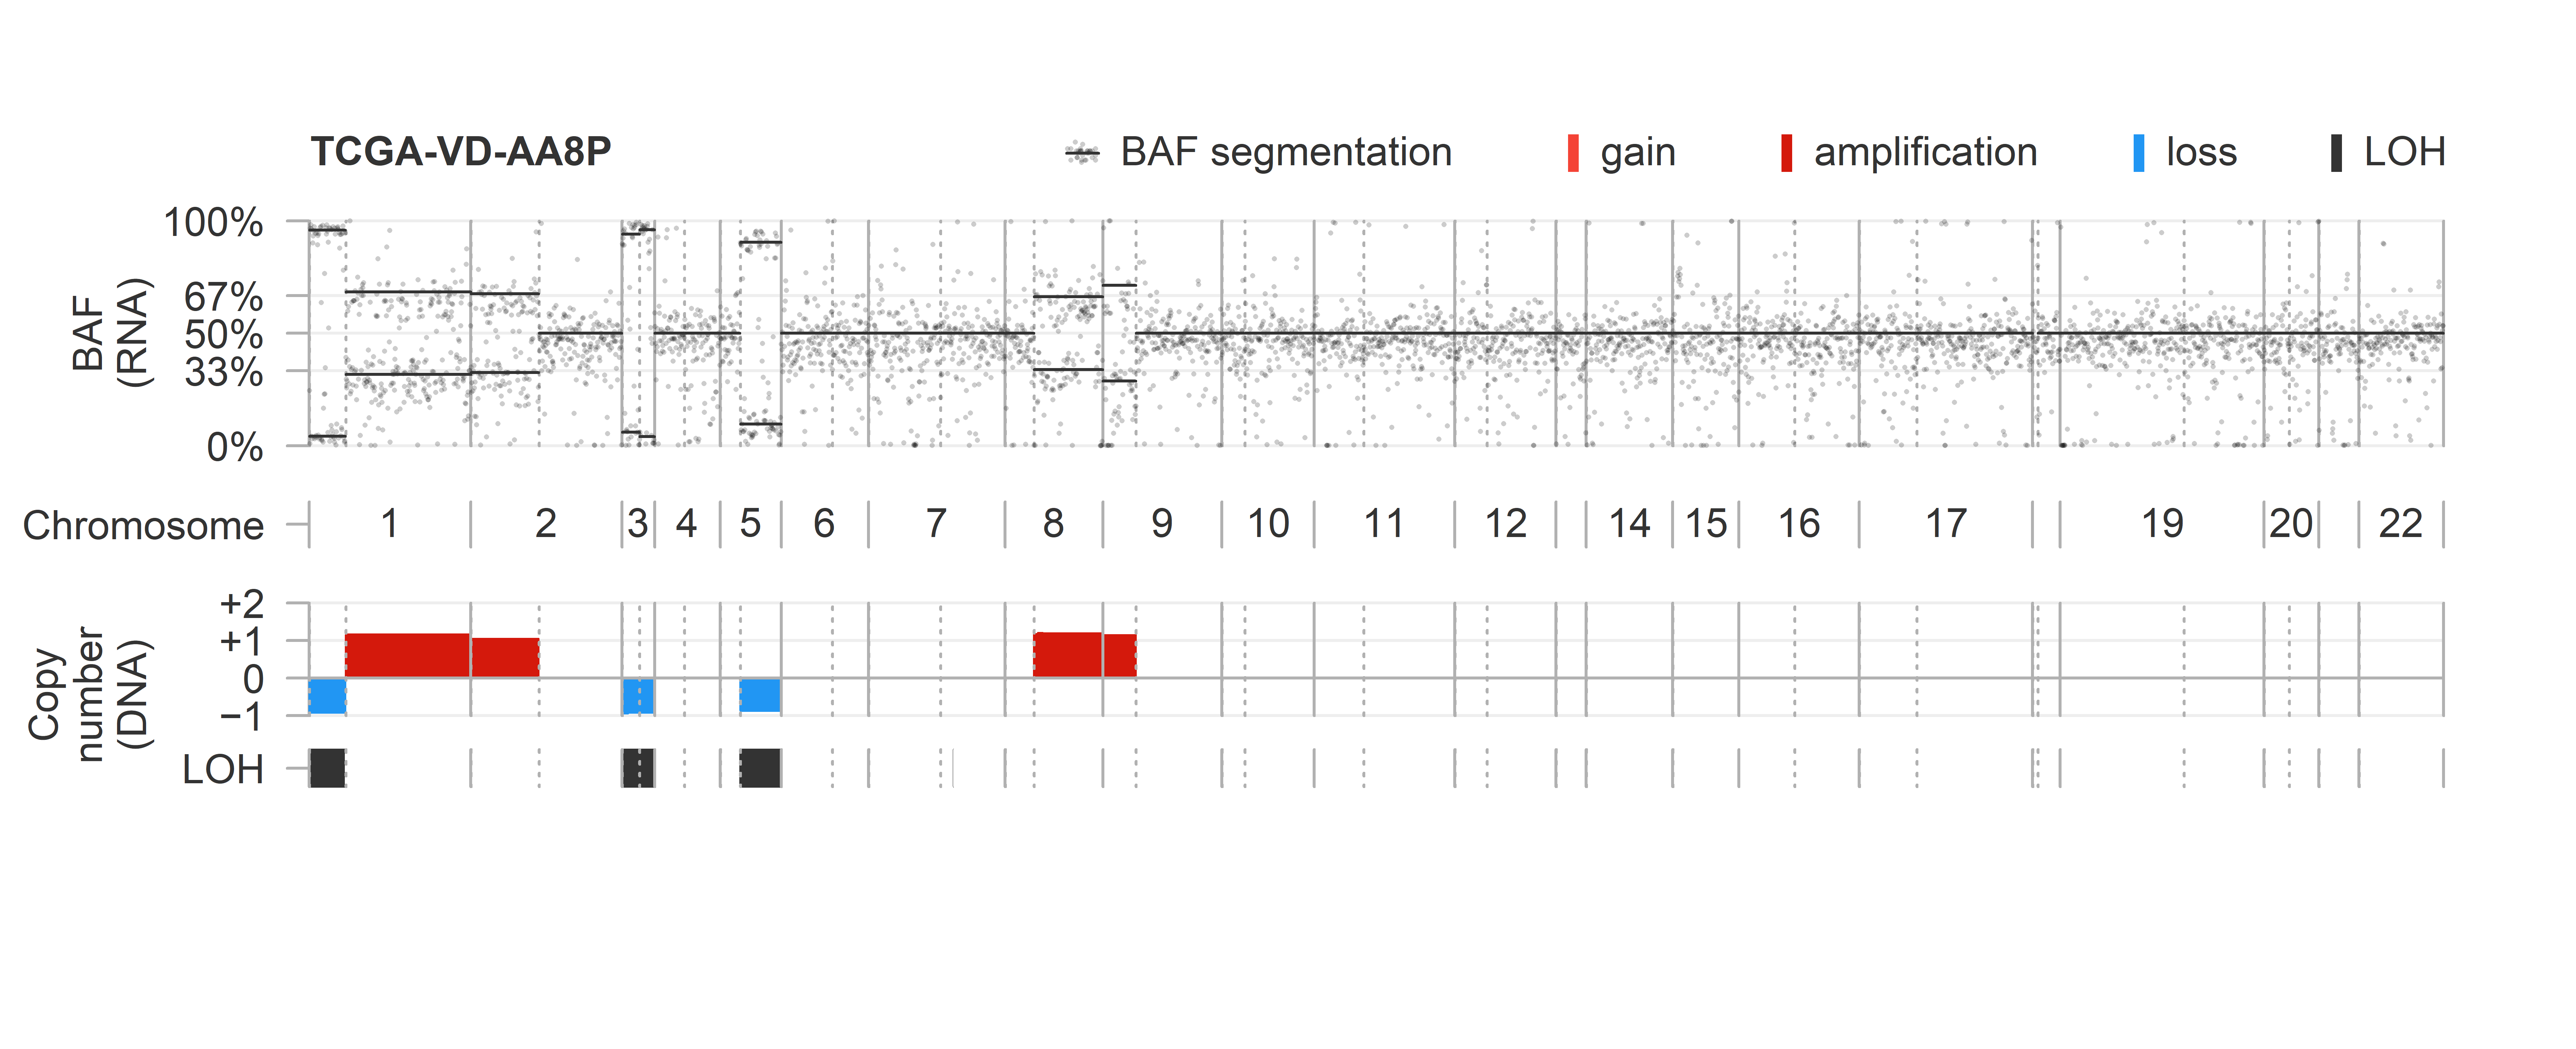 TCGA-VD-AA8P
BAF segmentation gain amplification loss LOH
BAF
(RNA)
100%
67%
50%
33%
0%
Chromosome 1 2 3 4 5 6 7 8 9 10 11 12 14 15 16 17 19 20 22
Copy
number
(DNA)
+2
+1
0
−1
LOH